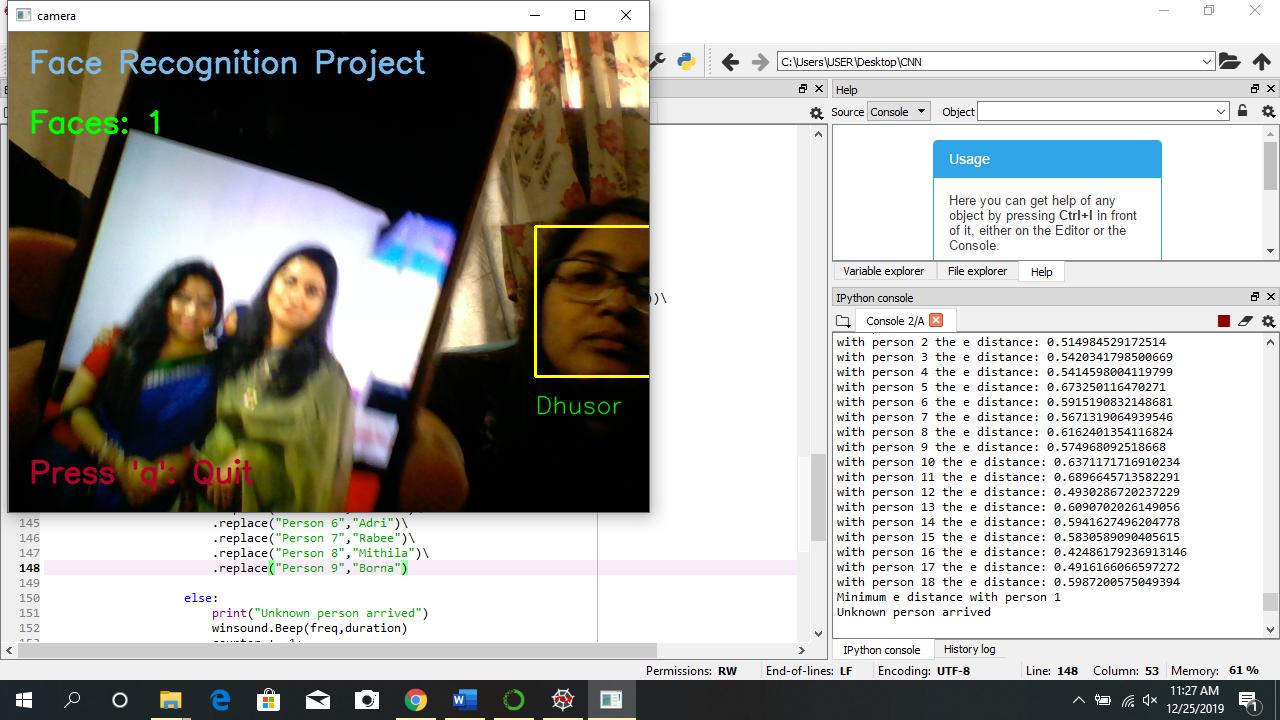 camera
Face Recognition Project
Faces: 1
Dhusor
Press 'q': Quit
C:\Users\USER\Desktop\CNN
Help
Source Console Object
Usage
Here you can get help of any
object by pressing Ctrl+I in front
of it, either on the Editor or the
Console.
Variable explorer File explorer Help
))\
IPython console
Console 2/A
with person 2 the e distance: 0.514984529172514
with person 3 the e distance: 0.5420341798500669
with person 4 the e distance: 0.5414598004119799
with person 5 the e distance: 0.673250116470271
with person 6 the e distance: 0.5915190832148681
with person 7 the e distance: 0.5671319064939546
with person 8 the e distance: 0.6162401354116824
with person 9 the e distance: 0.574968092518668
with person 10 the e distance: 0.6371171716910234
with person 11 the e distance: 0.6896645713582291
with person 12 the e distance: 0.4930286720237229
with person 13 the e distance: 0.6090702026149056
with person 14 the e distance: 0.5941627496204778
with person 15 the e distance: 0.5830589090405615
with person 16 the e distance: 0.42481679236913146
with person 17 the e distance: 0.4916180066597272
with person 18 the e distance: 0.5987200575049394
Minimum e distance with person 1
Unknown person arrived
145 .replace("Person 6","Adri")\
146 .replace("Person 7","Rabee")\
147 .replace("Person 8","Mithila")\
148 .replace("Person 9","Borna")
149
150 else:
151 print("Unknown person arrived")
152 winsound.Beep(freq,duration)
IPython console History log
Permissions: RW End-of-lines: LF Encoding: UTF-8 Line: 148 Column: 53 Memory: 61 %
11:27 AM
12/25/2019
1